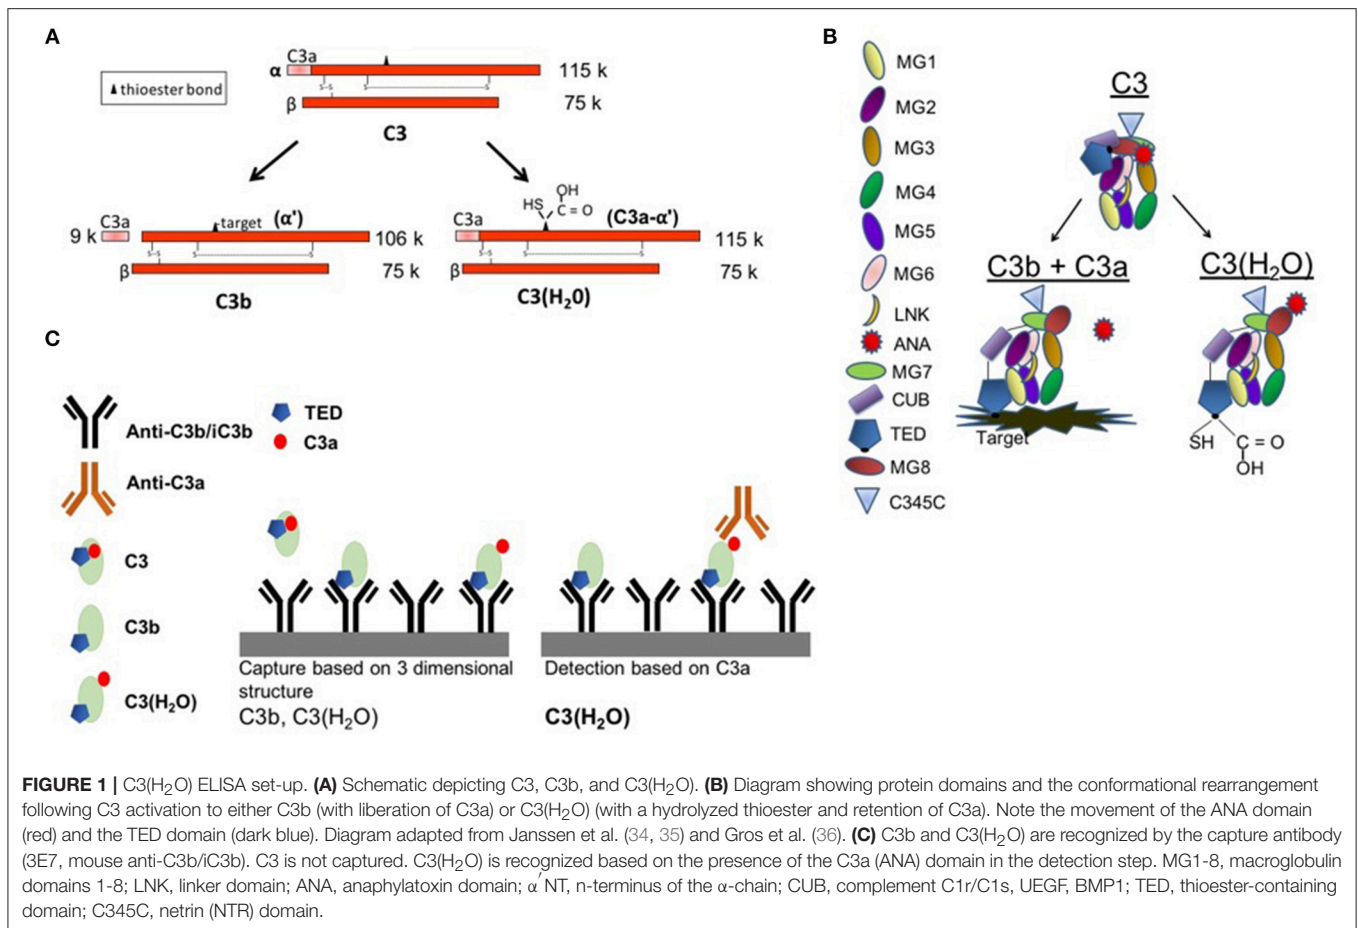 A
C3a
α
115 k
thioester bond
S–S
S
S
β
75 k
C3
HS
OH
C = O
C3a
target
(α')
9 k
106 k
S–S
S
S
β
75 k
C3b
C3a
(C3a-α')
115 k
S–S
S
S
β
75 k
C3(H₂0)
B
MG1
MG2
MG3
MG4
MG5
MG6
LNK
ANA
MG7
CUB
TED
MG8
C345C
C3
C3b + C3a
C3(H₂O)
Target
SH
C = O
OH
C
Anti-C3b/iC3b
Anti-C3a
C3
C3b
C3(H₂O)
TED
C3a
Capture based on 3 dimensional
structure
C3b, C3(H₂O)
Detection based on C3a
C3(H₂O)
FIGURE 1 | C3(H₂O) ELISA set-up. (A) Schematic depicting C3, C3b, and C3(H₂O). (B) Diagram showing protein domains and the conformational rearrangement
following C3 activation to either C3b (with liberation of C3a) or C3(H₂O) (with a hydrolyzed thioester and retention of C3a). Note the movement of the ANA domain
(red) and the TED domain (dark blue). Diagram adapted from Janssen et al. (34, 35) and Gros et al. (36). (C) C3b and C3(H₂O) are recognized by the capture antibody
(3E7, mouse anti-C3b/iC3b). C3 is not captured. C3(H₂O) is recognized based on the presence of the C3a (ANA) domain in the detection step. MG1-8, macroglobulin
domains 1-8; LNK, linker domain; ANA, anaphylatoxin domain; α′NT, n-terminus of the α-chain; CUB, complement C1r/C1s, UEGF, BMP1; TED, thioester-containing
domain; C345C, netrin (NTR) domain.